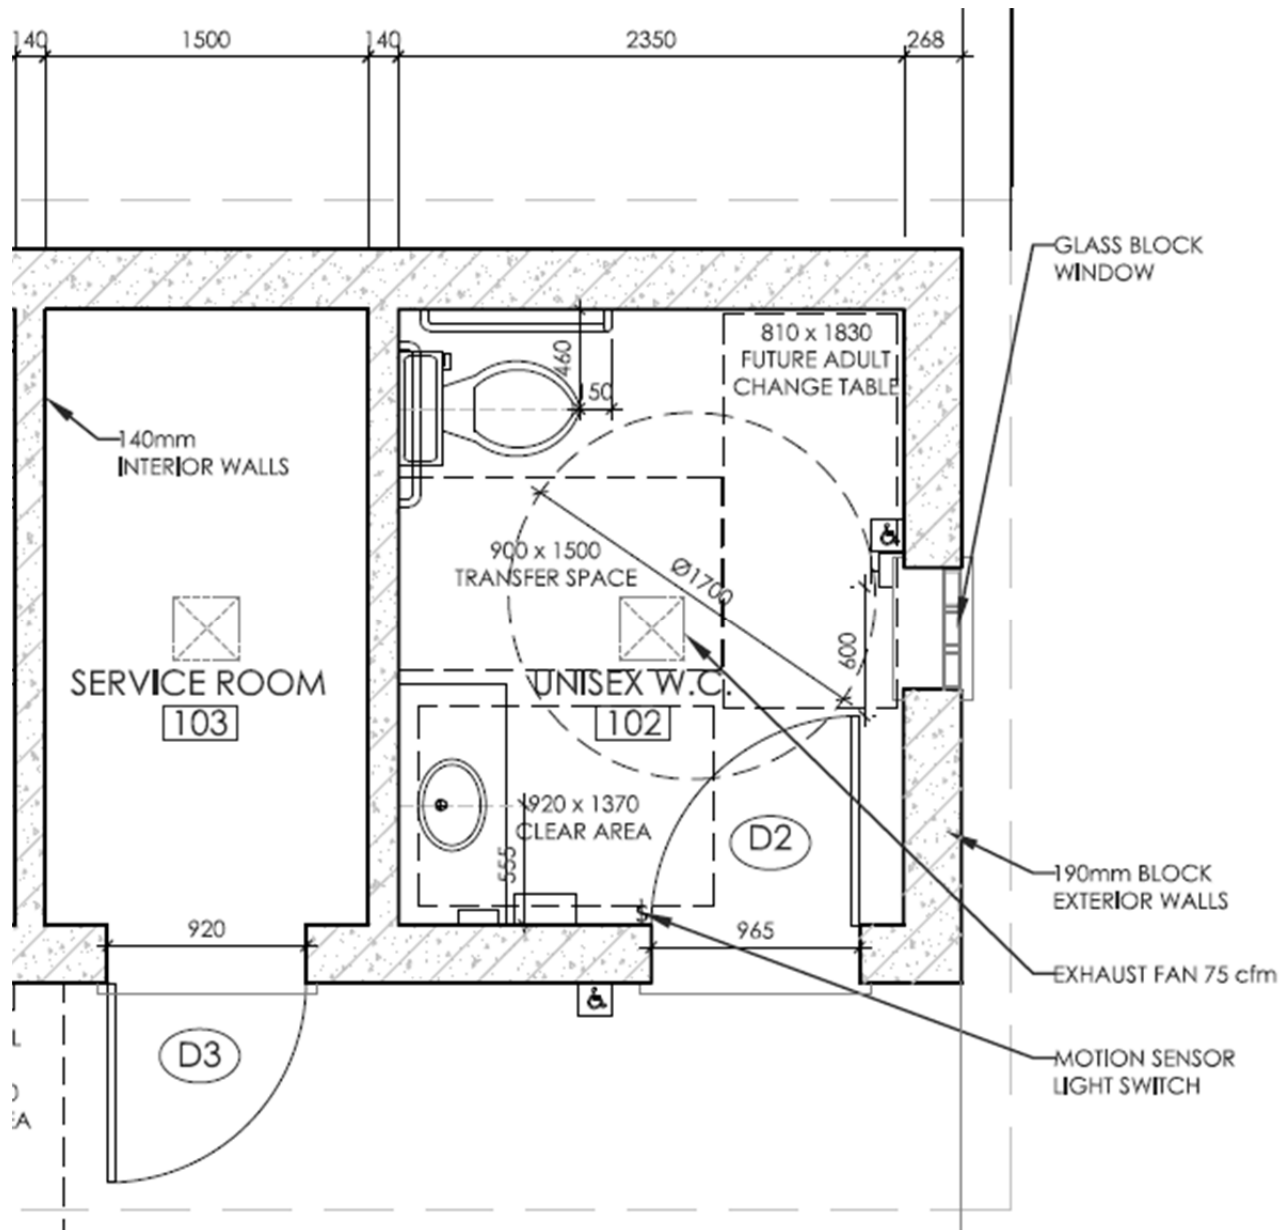 140
1500
140
2350
268
GLASS BLOCK
WINDOW
810 x 1830
FUTURE ADULT
CHANGE TABLE
460
150
140mm
INTERIOR WALLS
900 x 1500
TRANSFER SPACE
Ø1700
600
SERVICE ROOM
103
UNISEX W.C.
102
920 x 1370
CLEAR AREA
555
D2
190mm BLOCK
EXTERIOR WALLS
920
965
EXHAUST FAN 75 cfm
D3
MOTION SENSOR
LIGHT SWITCH
L
EA